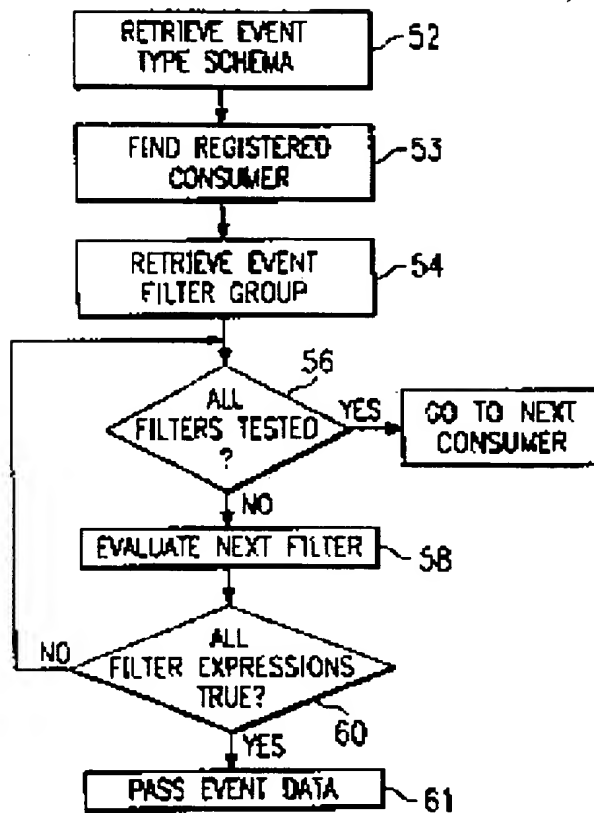 RETRIEVE EVENT
TYPE SCHEMA
52
FIND REGISTERED
CONSUMER
53
RETRIEVE EVENT
FILTER GROUP
54
56
ALL
FILTERS TESTED
?
YES
GO TO NEXT
CONSUMER
NO
EVALUATE NEXT FILTER
58
ALL
FILTER EXPRESSIONS
TRUE?
NO
60
YES
PASS EVENT DATA
61